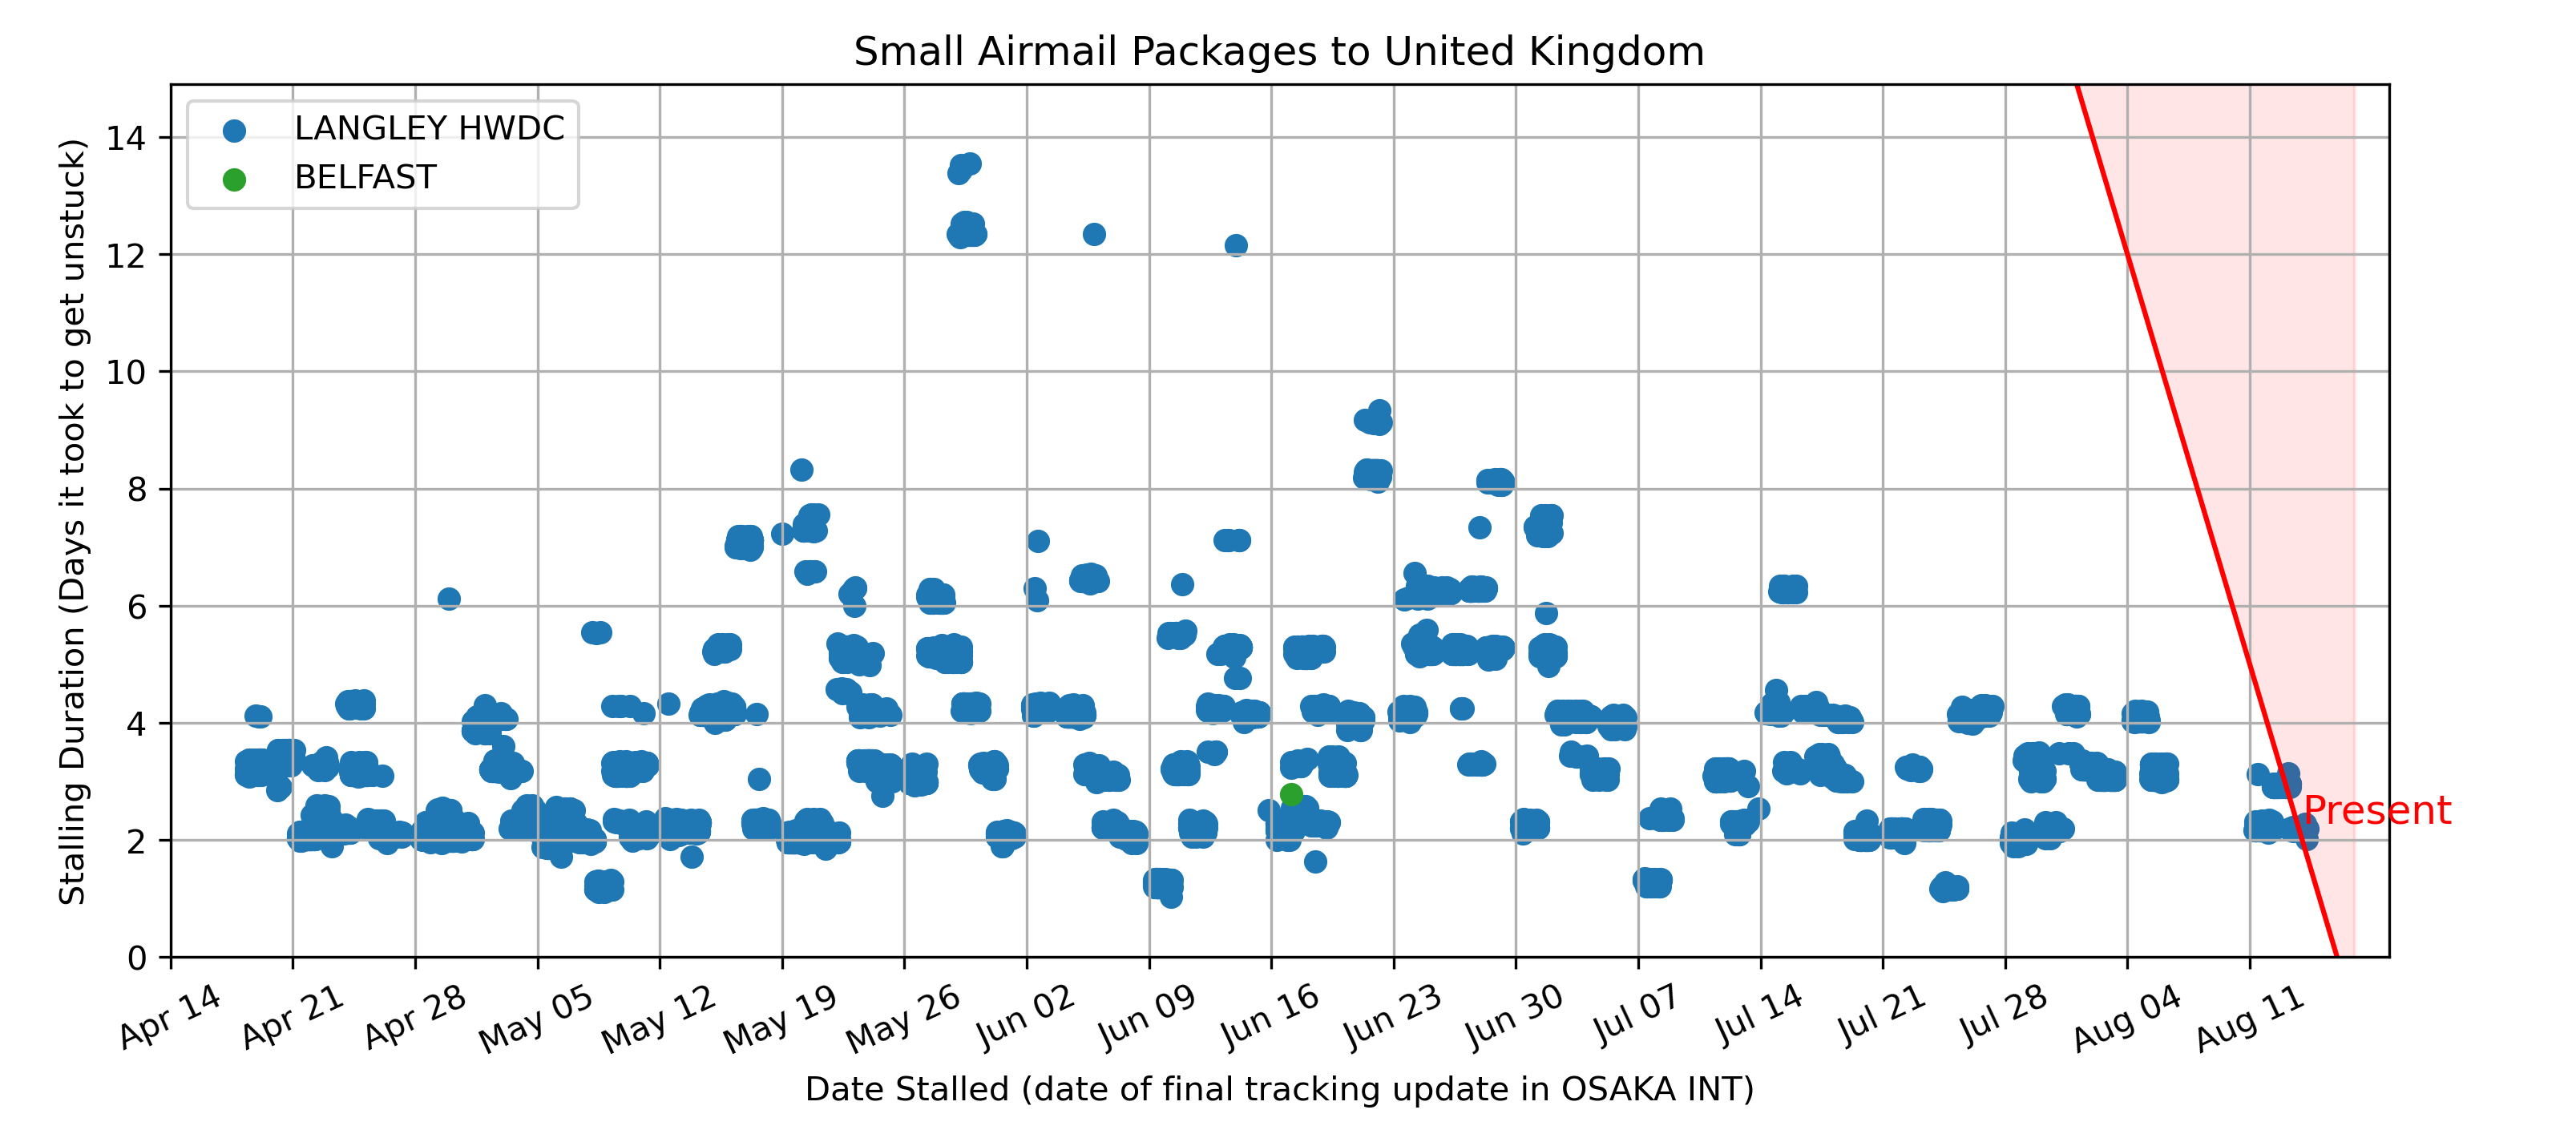 Small Airmail Packages to United Kingdom
LANGLEY HWDC
BELFAST
Stalling Duration (Days it took to get unstuck)
14
12
10
8
6
4
2
0
Present
Apr 14
Apr 21
Apr 28
May 05
May 12
May 19
May 26
Jun 02
Jun 09
Jun 16
Jun 23
Jun 30
Jul 07
Jul 14
Jul 21
Jul 28
Aug 04
Aug 11
Date Stalled (date of final tracking update in OSAKA INT)